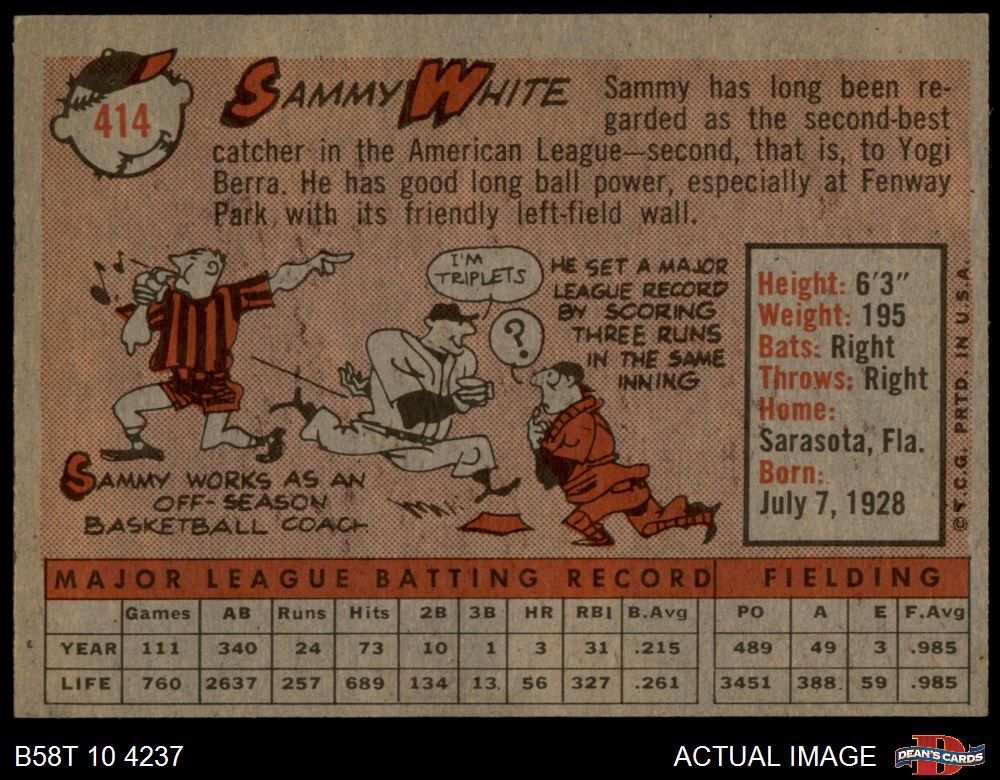 414
SAMMY WHITE
Sammy has long been re-
garded as the second-best
catcher in the American League—second, that is, to Yogi
Berra. He has good long ball power, especially at Fenway
Park with its friendly left-field wall.
I'M
TRIPLETS
?
HE SET A MAJOR
LEAGUE RECORD
BY SCORING
THREE RUNS
IN THE SAME
INNING
SAMMY WORKS AS AN
OFF-SEASON
BASKETBALL COACH
Height: 6'3"
Weight: 195
Bats: Right
Throws: Right
Home:
Sarasota, Fla.
Born:
July 7, 1928
© T.C.G. PRTD. IN U.S.A.
MAJOR LEAGUE BATTING RECORD FIELDING
Games AB Runs Hits 2B 3B HR RBI B.Avg PO A E F.Avg
YEAR 111 340 24 73 10 1 3 31 .215 489 49 3 .985
LIFE 760 2637 257 689 134 13 56 327 .261 3451 388 59 .985
B58T 10 4237
ACTUAL IMAGE
DEAN'S CARDS